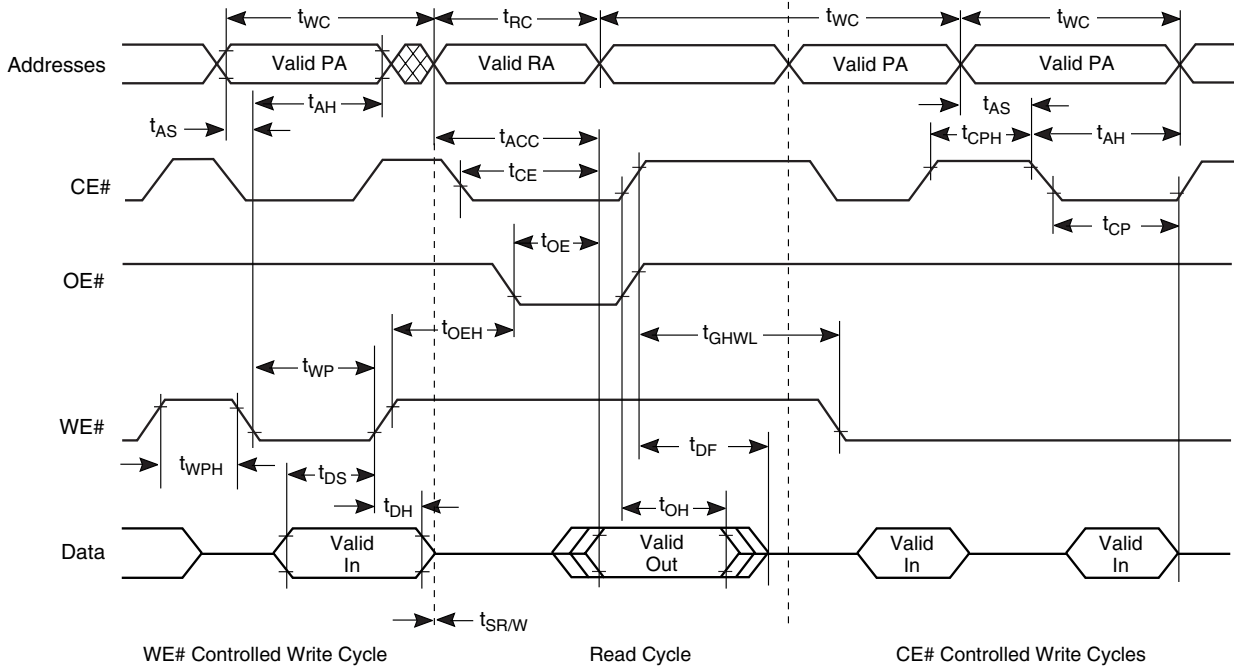 tWC tRC tWC tWC
Addresses Valid PA Valid RA Valid PA Valid PA
tAS tAH tAS
tACC tCPH tAH
CE# tCE
tCP
tOE
OE#
tOEH tGHWL
tWP
WE#
tWPH tDS tDF
tDH tOH
Data Valid In Valid Out Valid In Valid In
tSR/W
WE# Controlled Write Cycle Read Cycle CE# Controlled Write Cycles